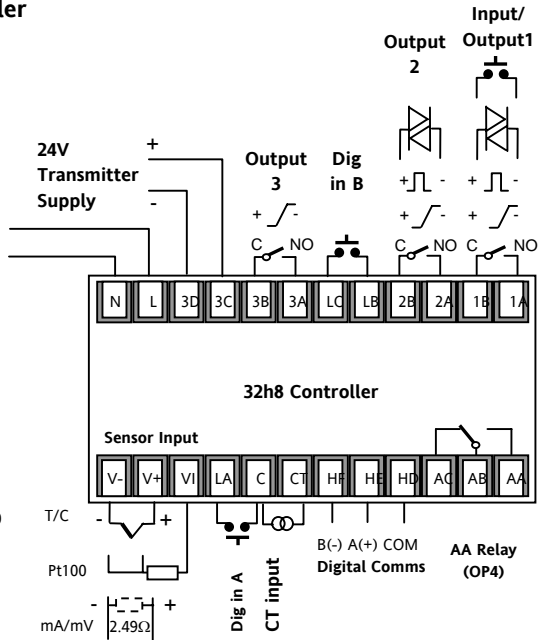 ller
Input/
Output1
Output
2
24V
Transmitter
Supply
+
-
Output
3
Dig
in B
+ -
+ -
+ -
+ -
+ -
C NO
C NO
C NO
N L 3D 3C 3B 3A LC LB 2B 2A 1B 1A
32h8 Controller
Sensor Input
V- V+ VI LA C CT HF HE HD AC AB AA
)
T/C - +
Pt100
- +
mA/mV 2.49Ω
Dig in A
CT input
B(-) A(+) COM
Digital Comms
AA Relay
(OP4)